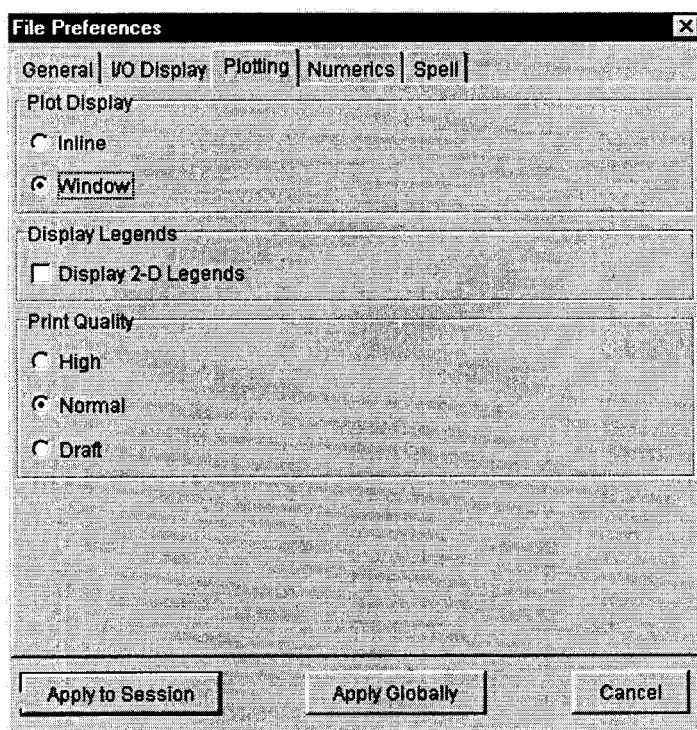 File Preferences
General I/O Display Plotting Numerics Spell
Plot Display
Inline
Window
Display Legends
Display 2-D Legends
Print Quality
High
Normal
Draft
Apply to Session Apply Globally Cancel